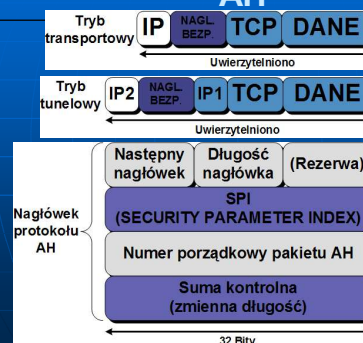 AH
Tryb transportowy
IP
NAGL. BEZP.
TCP
DANE
Uwierzytelniono
Tryb tunelowy
IP2
NAGL. BEZP.
IP1
TCP
DANE
Uwierzytelniono
Następny nagłówek
Długość nagłówka
(Rezerwa)
Nagłówek protokołu AH
SPI
(SECURITY PARAMETER INDEX)
Numer porządkowy pakietu AH
Suma kontrolna
(zmienna długość)
32 Bity